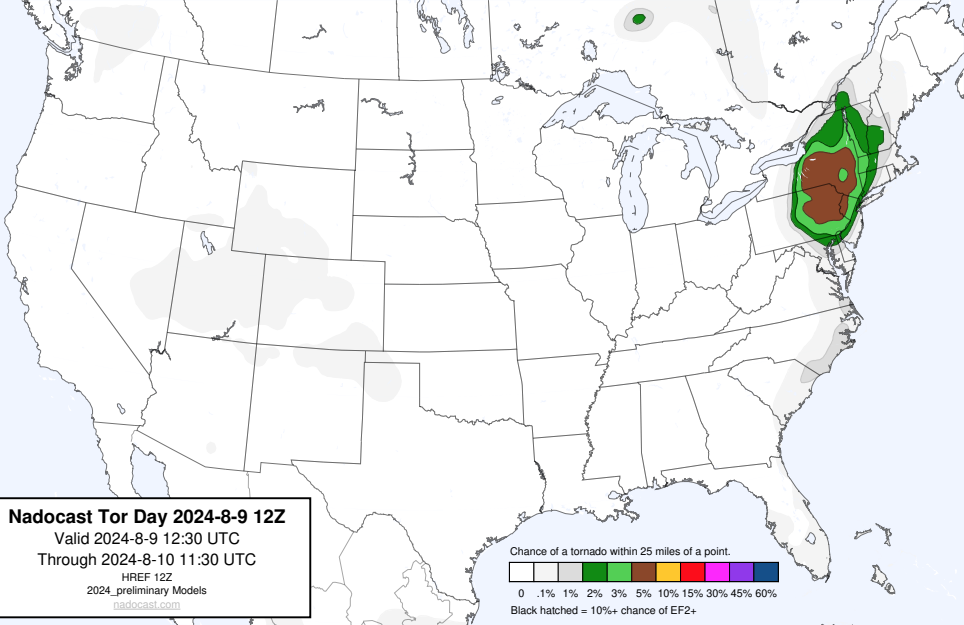 Nadocast Tor Day 2024-8-9 12Z
Valid 2024-8-9 12:30 UTC
Through 2024-8-10 11:30 UTC
HREF 12Z
2024_preliminary Models
nadocast.com
Chance of a tornado within 25 miles of a point.
0 .1% 1% 2% 3% 5% 10% 15% 30% 45% 60%
Black hatched = 10%+ chance of EF2+